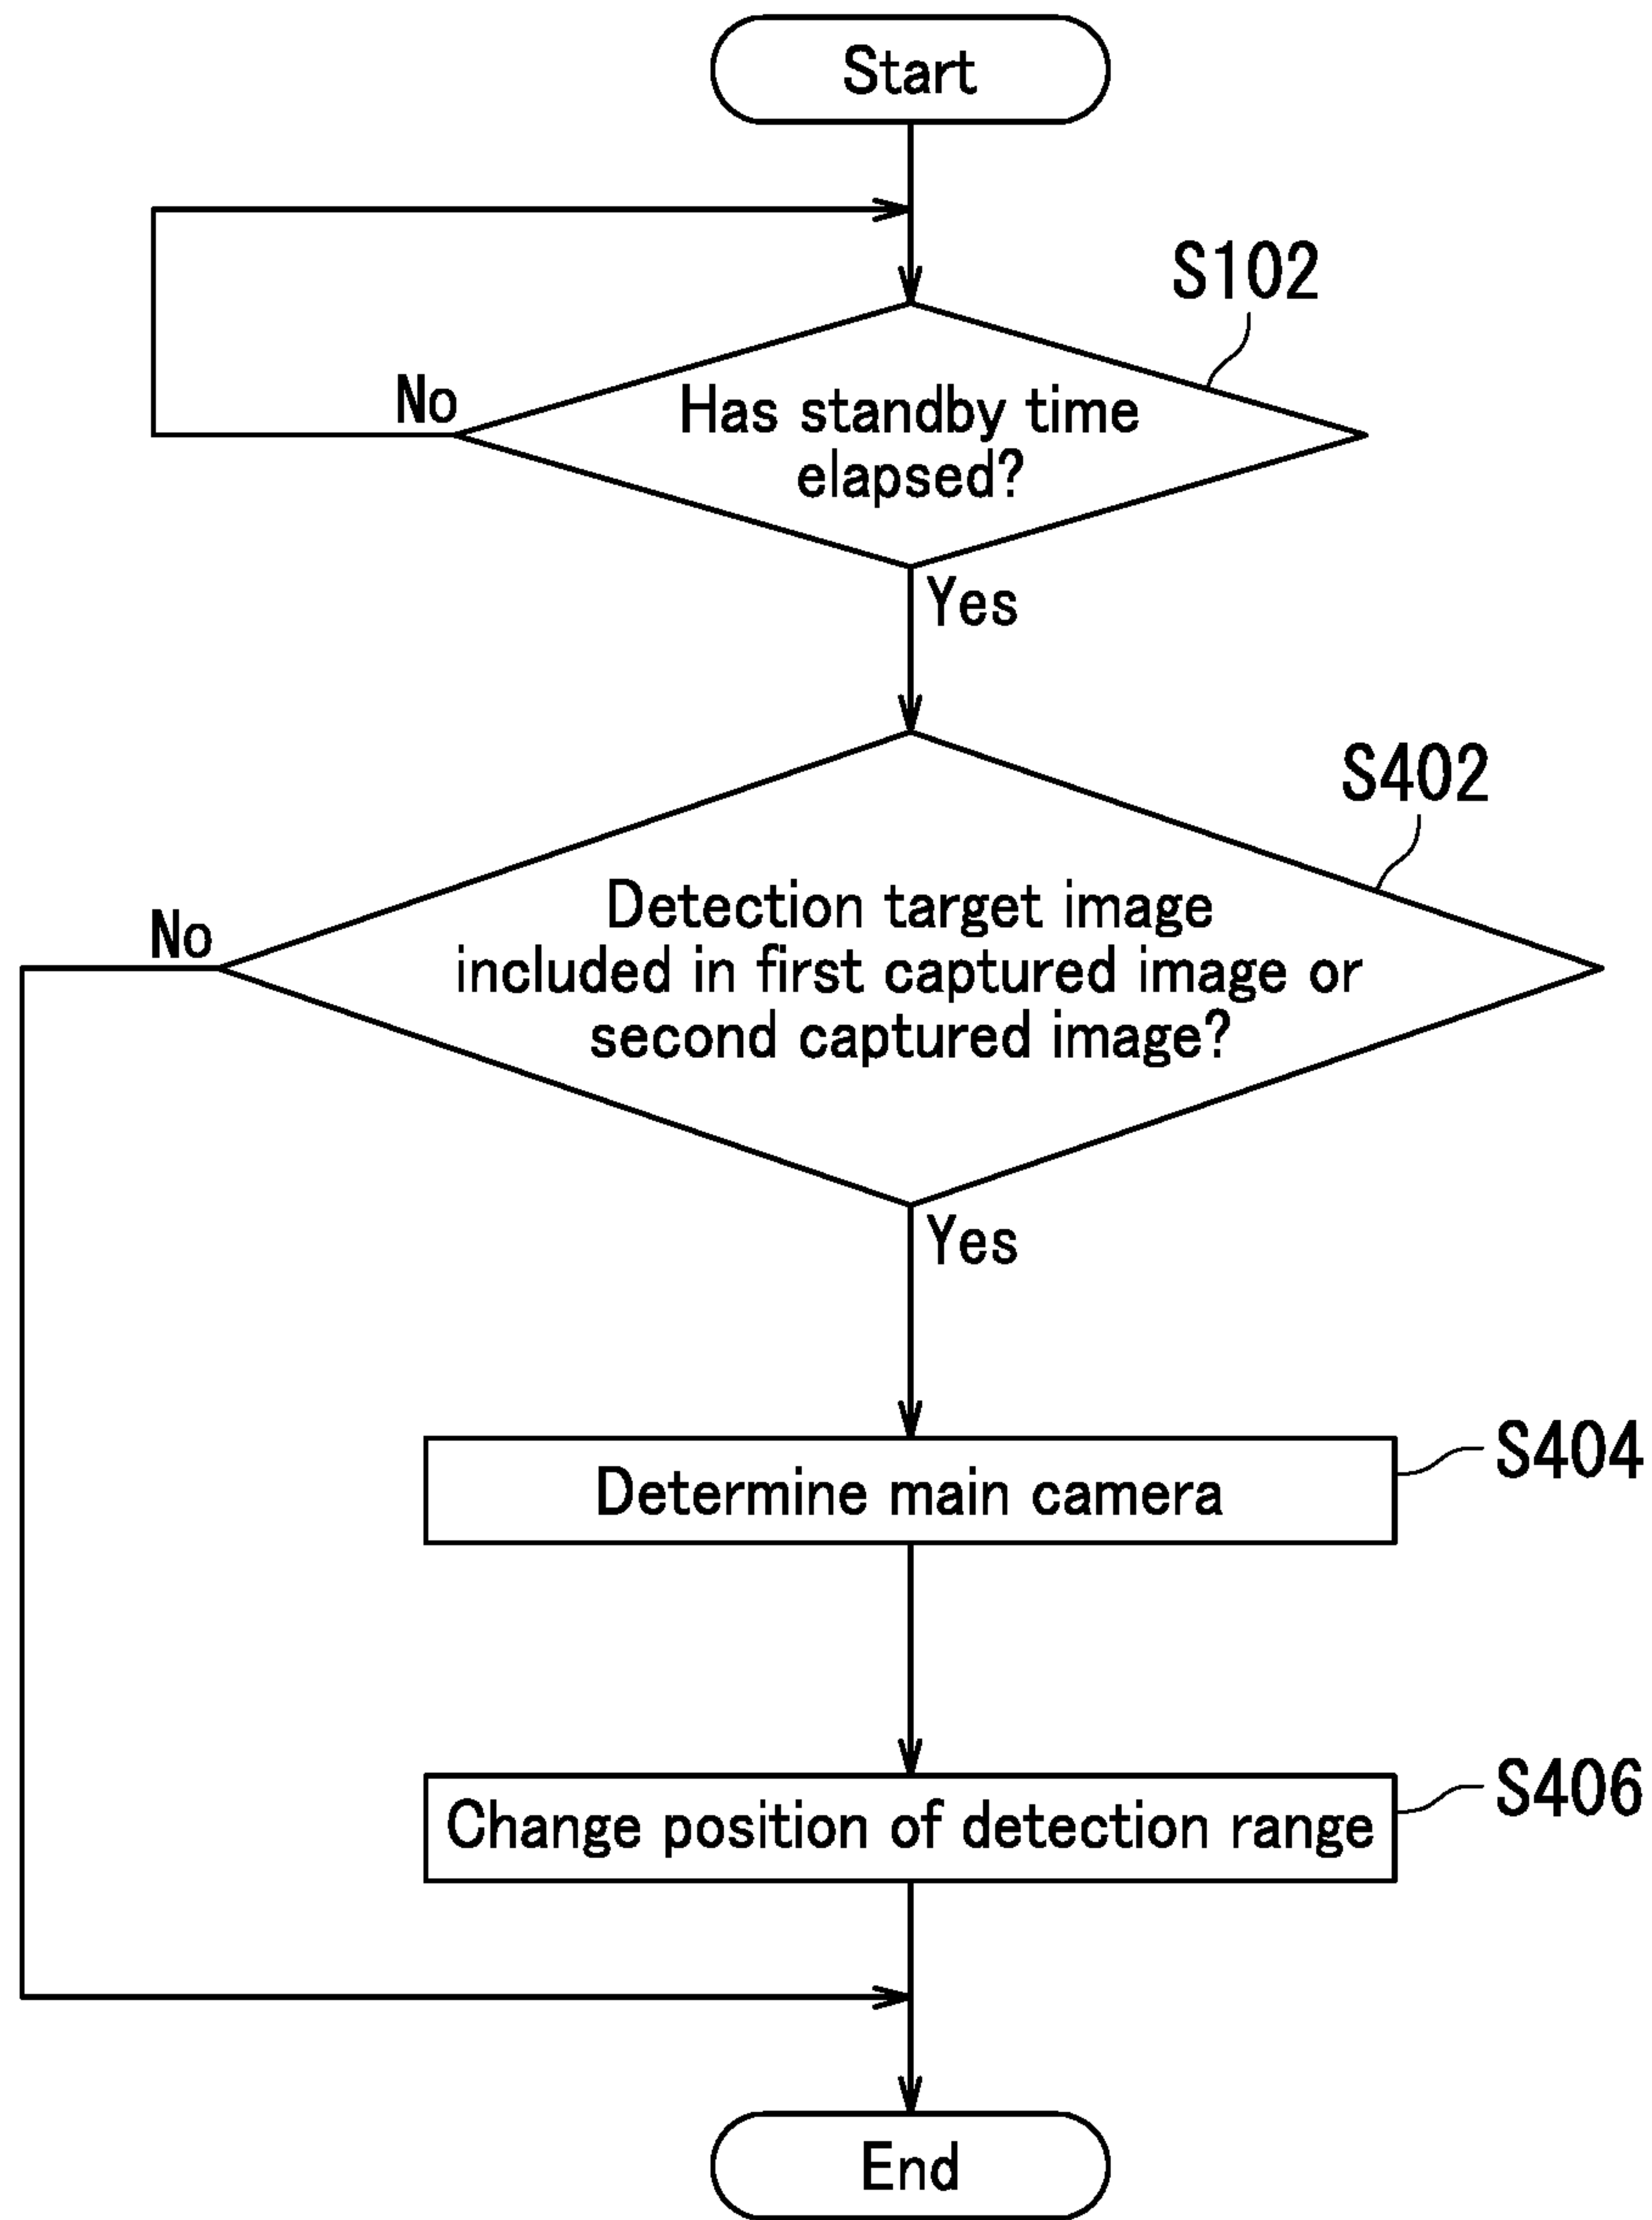 Start
S102
No
Has standby time
elapsed?
Yes
S402
No
Detection target image
included in first captured image or
second captured image?
Yes
S404
Determine main camera
S406
Change position of detection range
End